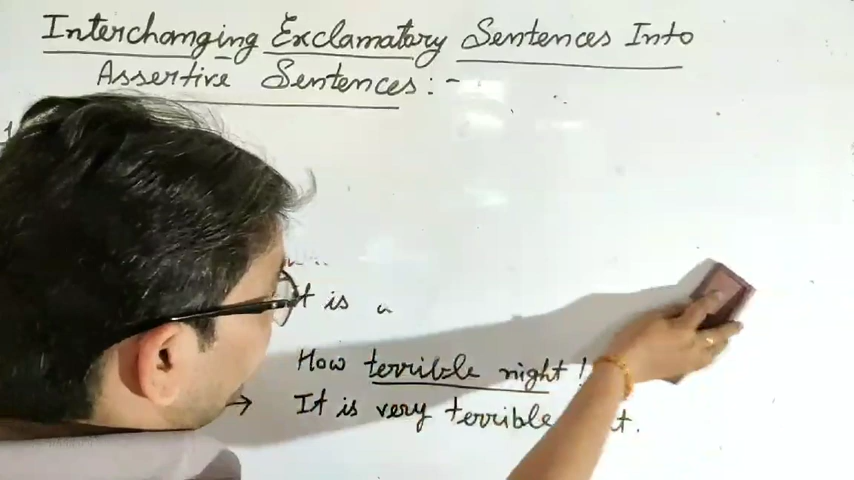 Interchanging Exclamatory Sentences Into
Assertive Sentences :-
is
How terrible night !
→ It is very terrible